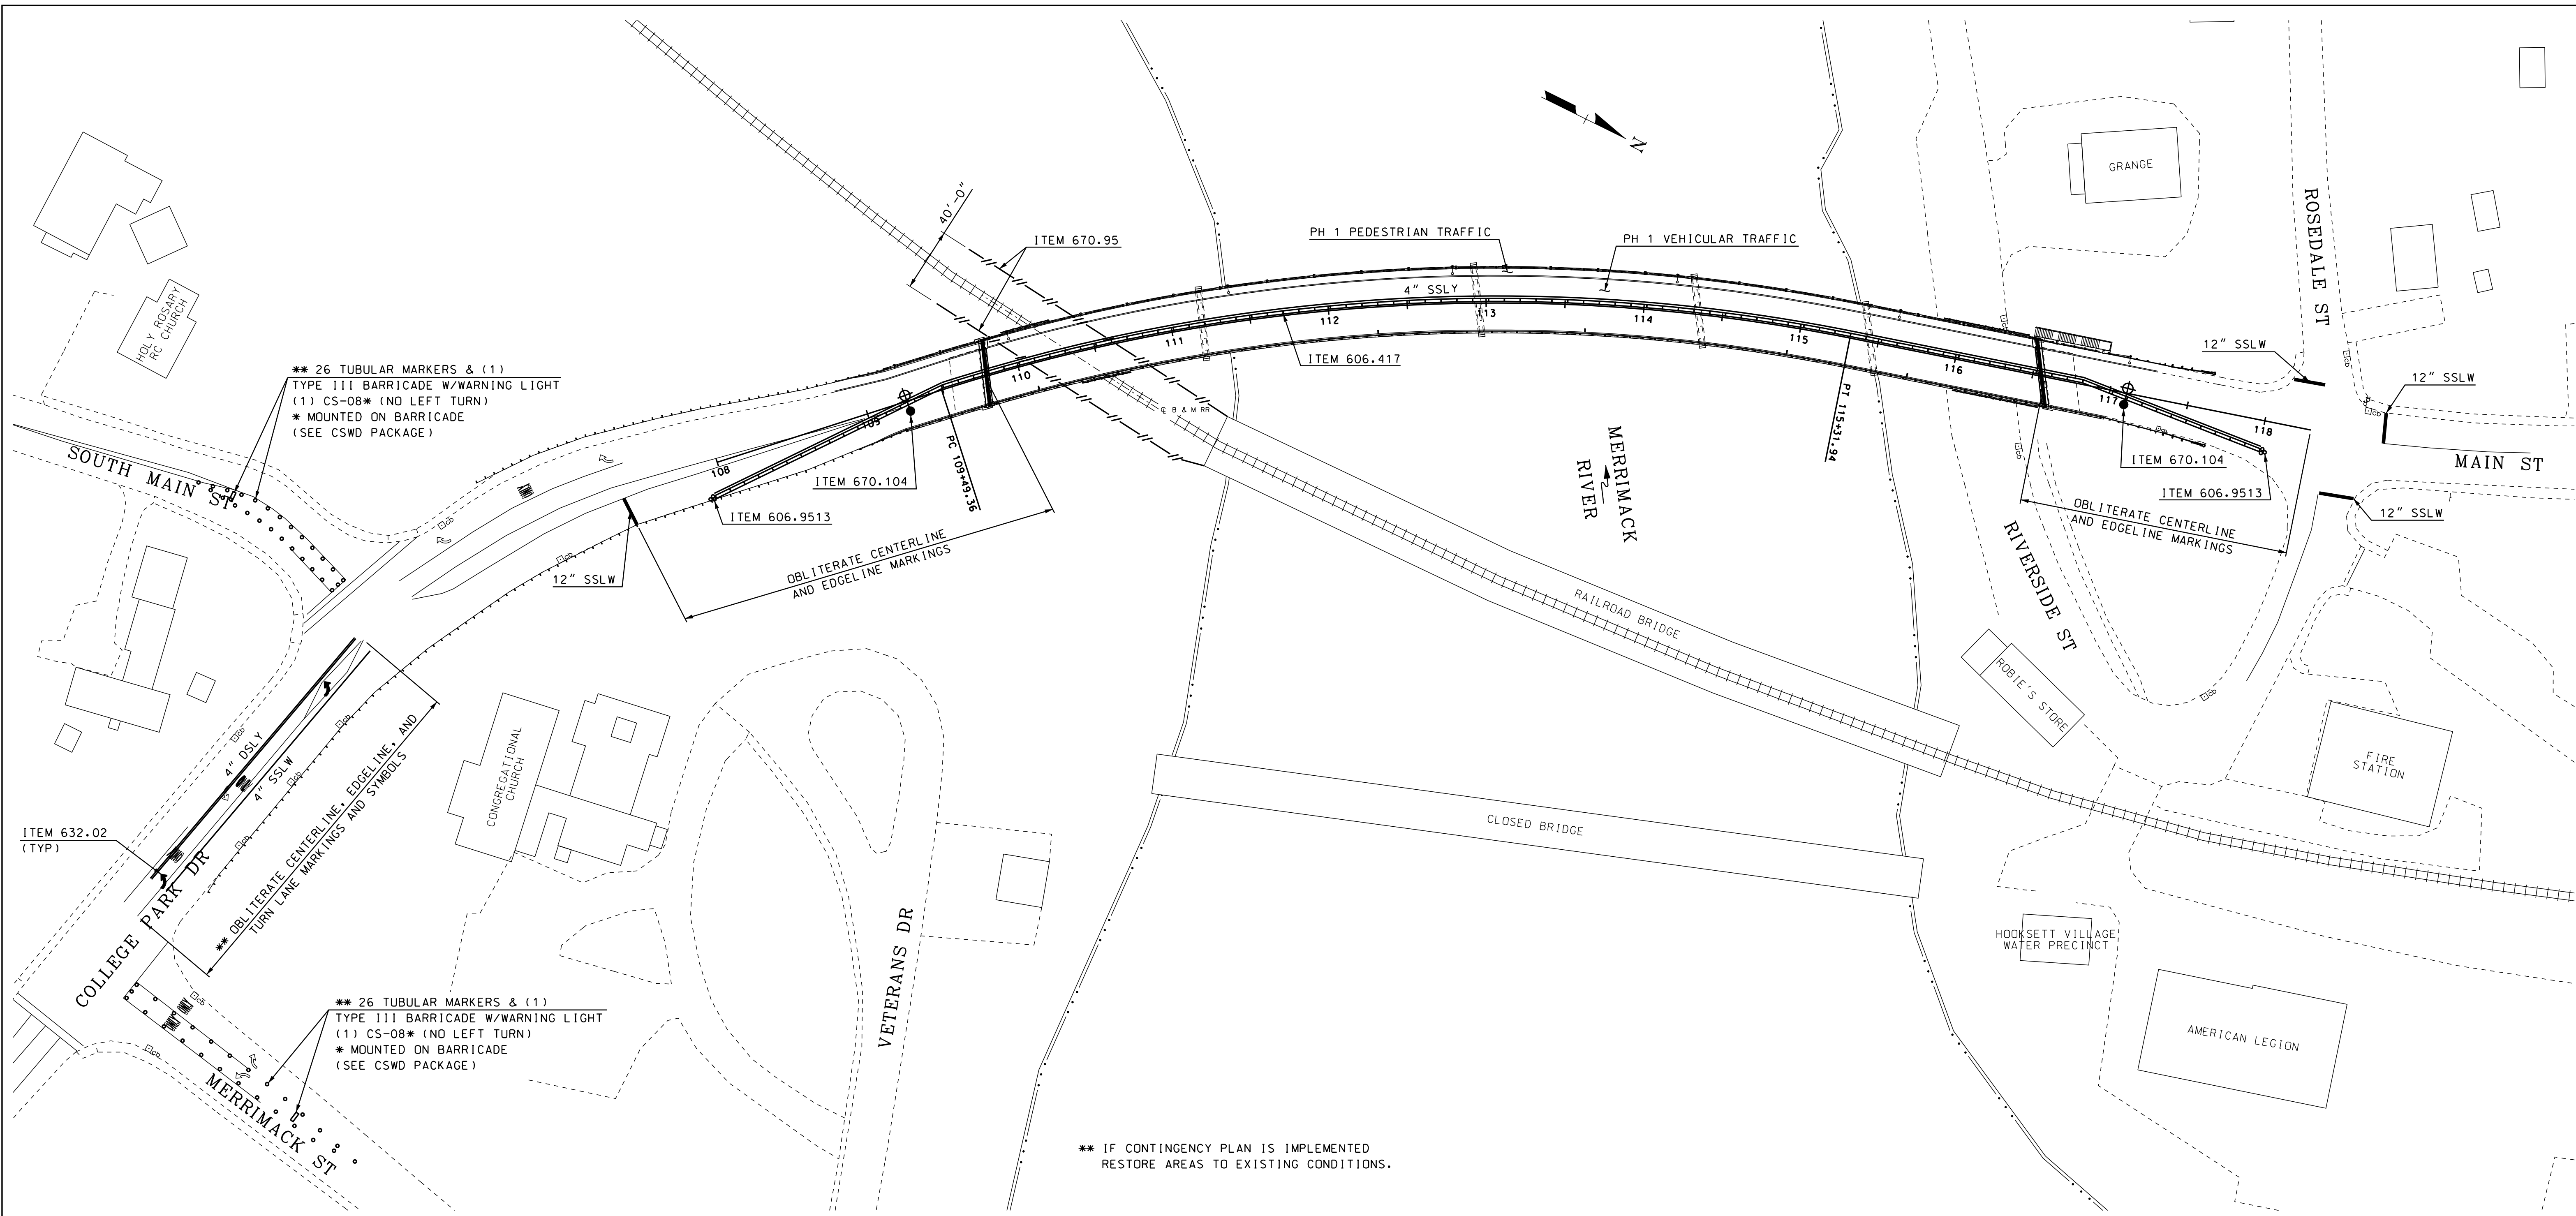 N
GRANGE
ROSEDALE ST
40'-0"
ITEM 670.95
PH 1 PEDESTRIAN TRAFFIC
PH 1 VEHICULAR TRAFFIC
4" SSLY
HOLY ROSARY
RC CHURCH
** 26 TUBULAR MARKERS & (1)
TYPE III BARRICADE W/WARNING LIGHT
(1) CS-08* (NO LEFT TURN)
* MOUNTED ON BARRICADE
(SEE CSWD PACKAGE)
108
109
110
111
112
113
114
115
116
117
118
ITEM 606.417
12" SSLW
12" SSLW
12" SSLW
MAIN ST
SOUTH MAIN ST
ONLY
ITEM 670.104
PC 109+49.36
PT 115+31.94
ITEM 606.9513
12" SSLW
OBLITERATE CENTERLINE
AND EDGELINE MARKINGS
℄ B & M RR
MERRIMACK
RIVER
ITEM 670.104
ITEM 606.9513
OBLITERATE CENTERLINE
AND EDGELINE MARKINGS
RIVERSIDE ST
RAILROAD BRIDGE
ROBIE'S STORE
FIRE
STATION
CONGREGATIONAL
CHURCH
4" DSLY
4" SSLW
** OBLITERATE CENTERLINE, EDGELINE, AND
TURN LANE MARKINGS AND SYMBOLS
ITEM 632.02
(TYP)
COLLEGE PARK DR
CLOSED BRIDGE
VETERANS DR
HOOKSETT VILLAGE
WATER PRECINCT
AMERICAN LEGION
** 26 TUBULAR MARKERS & (1)
TYPE III BARRICADE W/WARNING LIGHT
(1) CS-08* (NO LEFT TURN)
* MOUNTED ON BARRICADE
(SEE CSWD PACKAGE)
ONLY
ONLY
MERRIMACK ST
** IF CONTINGENCY PLAN IS IMPLEMENTED
RESTORE AREAS TO EXISTING CONDITIONS.